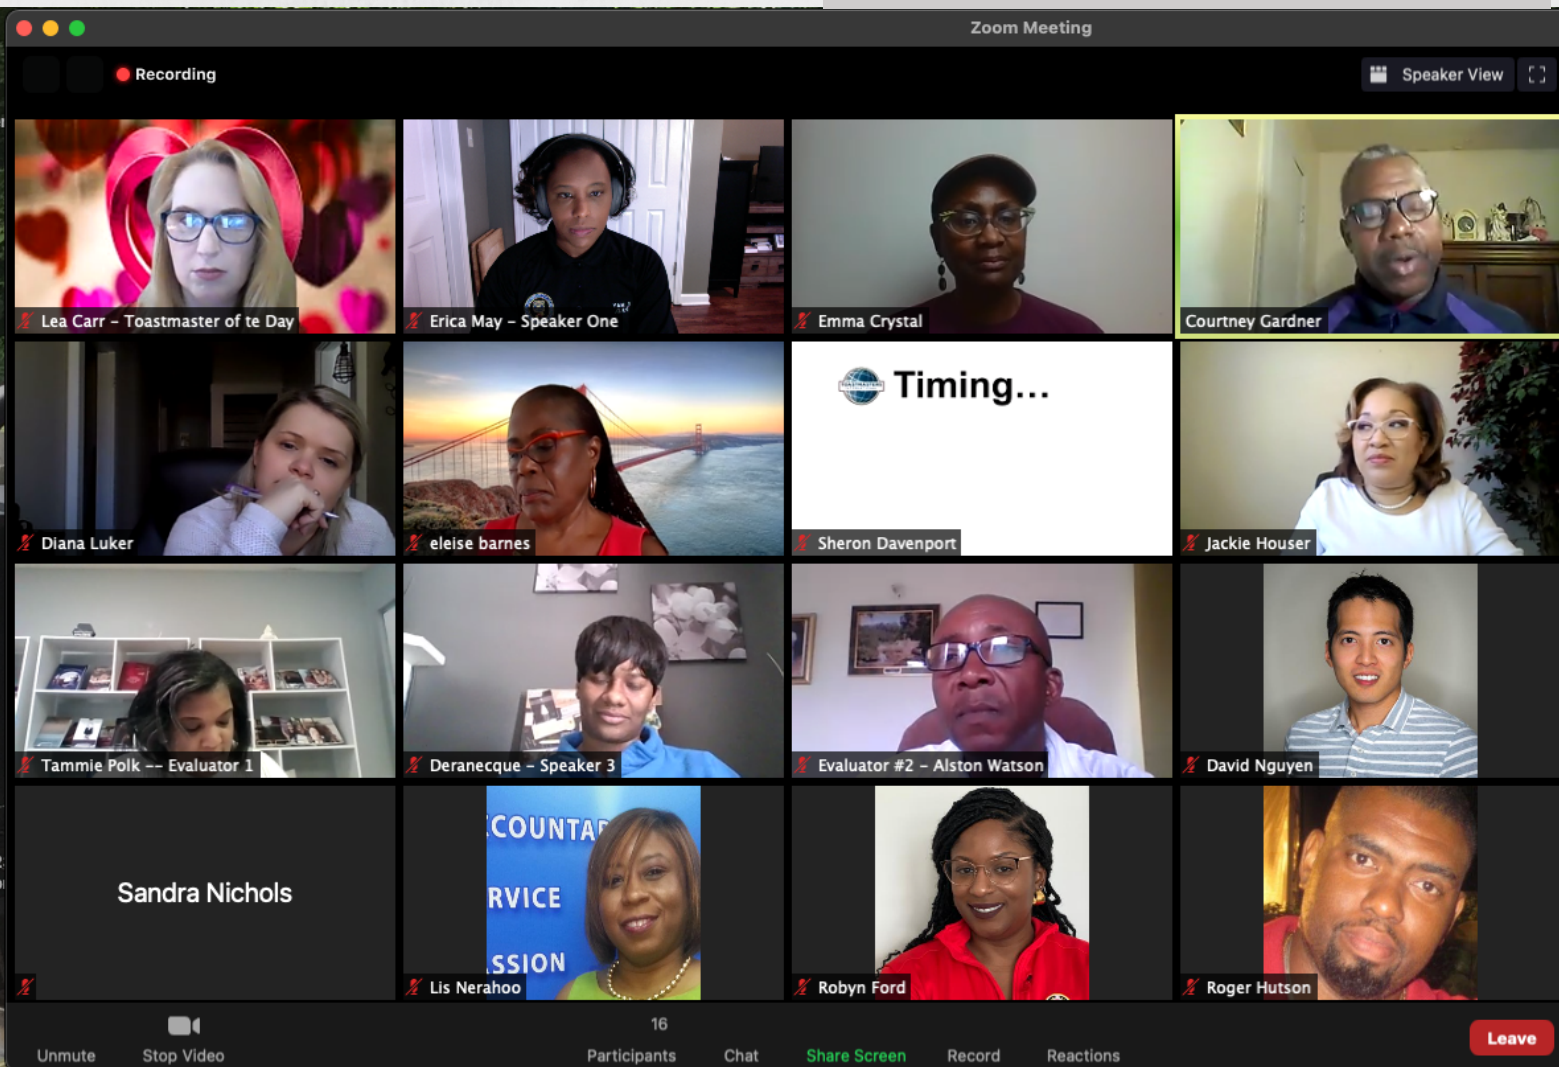 Zoom Meeting
Recording
Speaker View
Lea Carr – Toastmaster of te Day
Erica May – Speaker One
Emma Crystal
Courtney Gardner
TOASTMASTERS
Timing...
Diana Luker
eleise barnes
Sheron Davenport
Jackie Houser
Tammie Polk -- Evaluator 1
Deranecque – Speaker 3
Evaluator #2 – Alston Watson
David Nguyen
Sandra Nichols
CCOUNTA
RVICE
SSION
Lis Nerahoo
Robyn Ford
Roger Hutson
Unmute
Stop Video
16
Participants
Chat
Share Screen
Record
Reactions
Leave